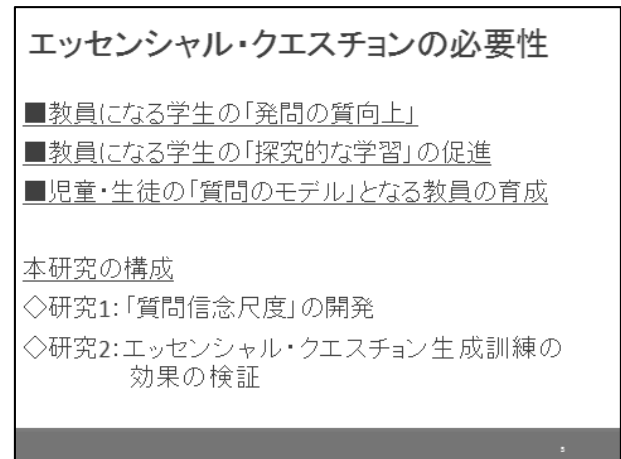 エッセンシャル・クエスチョンの必要性
■教員になる学生の「発問の質向上」
■教員になる学生の「探究的な学習」の促進
■児童・生徒の「質問のモデル」となる教員の育成
本研究の構成
◇研究1:「質問信念尺度」の開発
◇研究2:エッセンシャル・クエスチョン生成訓練の
効果の検証